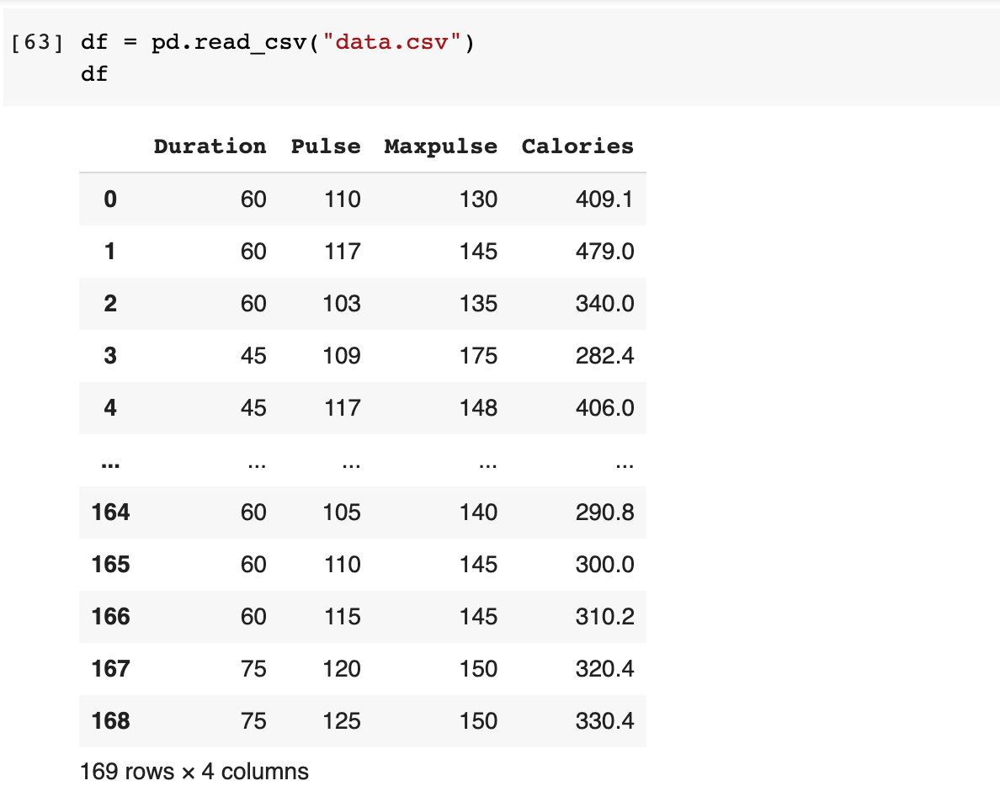 [63] df = pd.read_csv("data.csv")
df
Duration Pulse Maxpulse Calories
0 60 110 130 409.1
1 60 117 145 479.0
2 60 103 135 340.0
3 45 109 175 282.4
4 45 117 148 406.0
... ... ... ... ...
164 60 105 140 290.8
165 60 110 145 300.0
166 60 115 145 310.2
167 75 120 150 320.4
168 75 125 150 330.4
169 rows × 4 columns